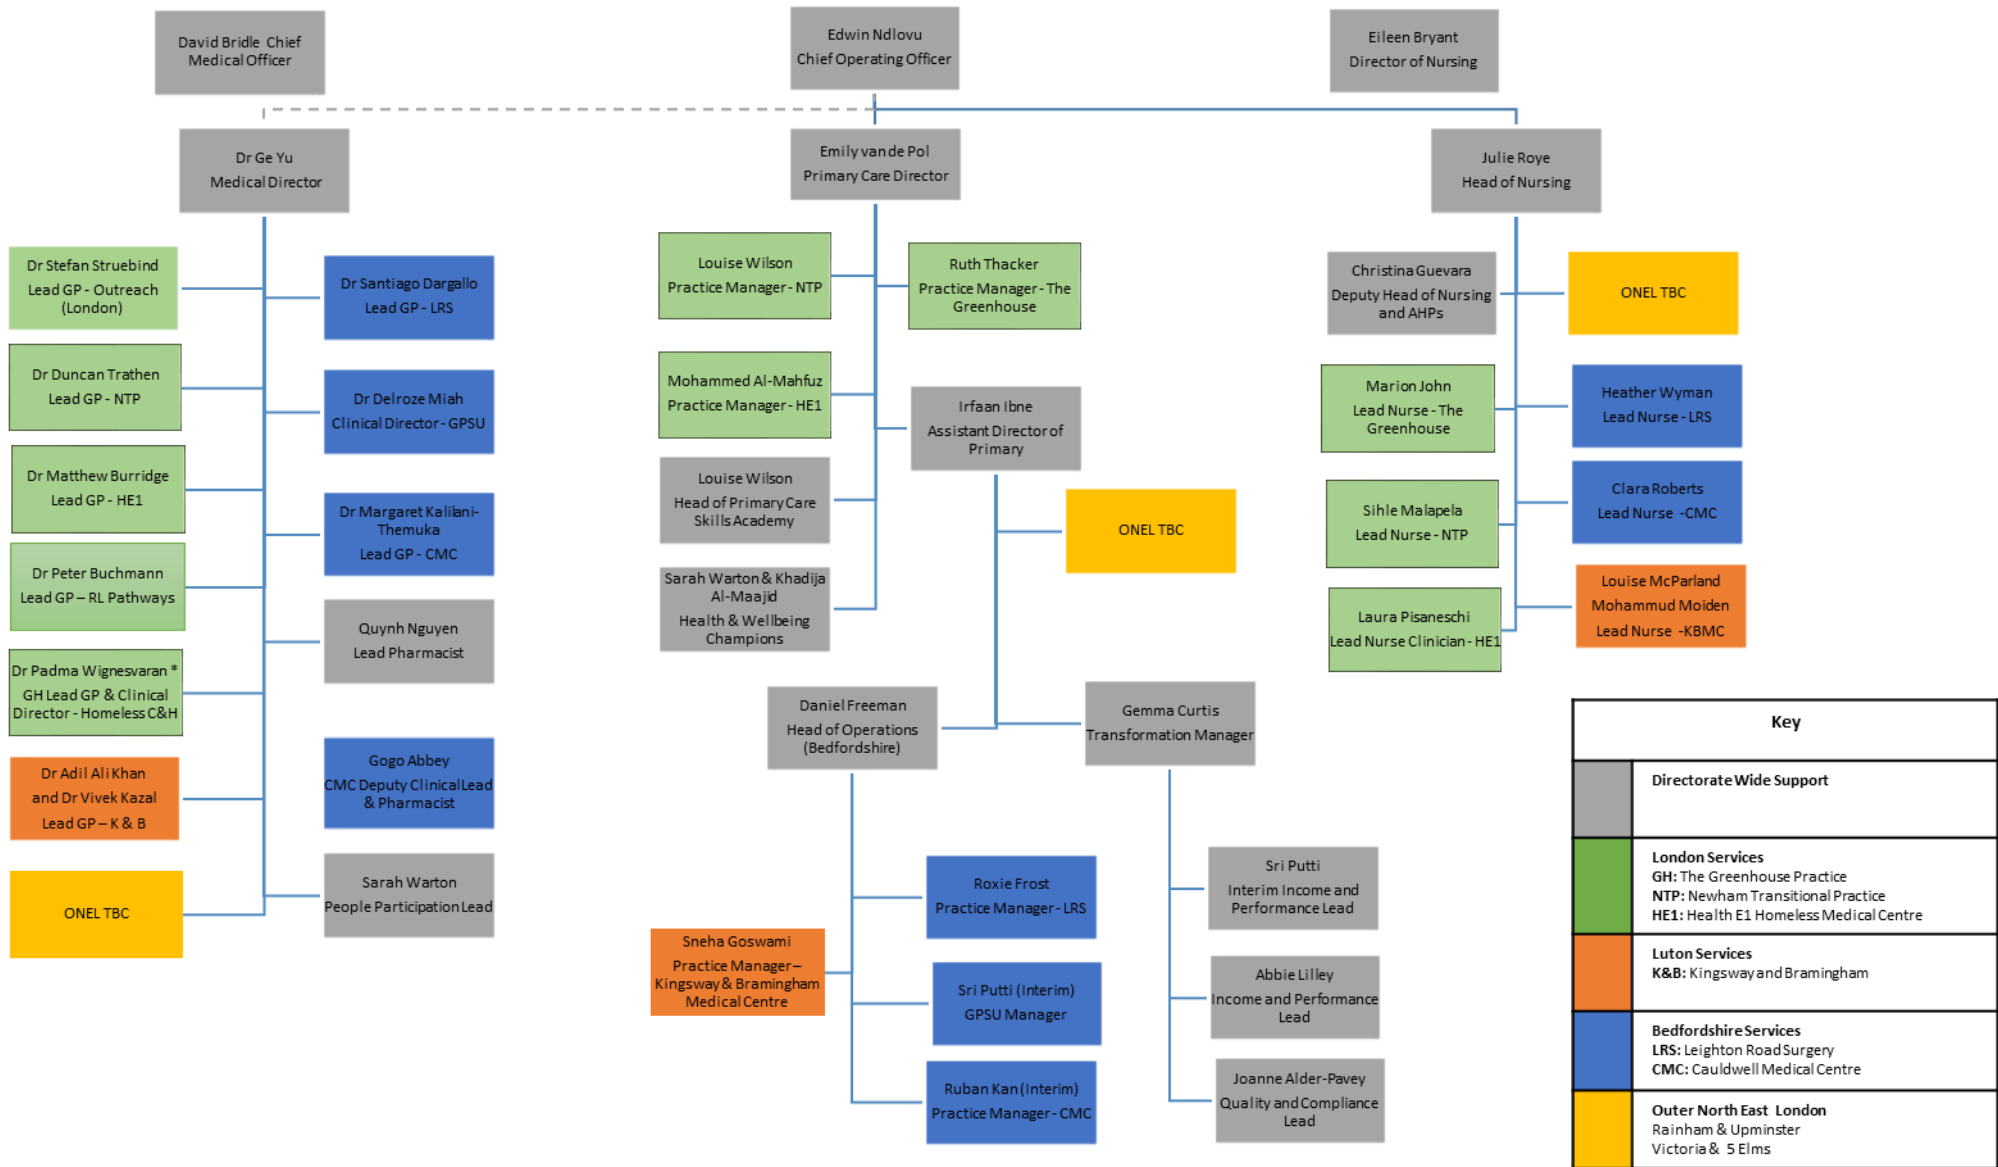 David Bridle Chief
Medical Officer
Edwin Ndlovu
Chief Operating Officer
Eileen Bryant
Director of Nursing
Dr Ge Yu
Medical Director
Emily van de Pol
Primary Care Director
Julie Roye
Head of Nursing
Dr Stefan Struebind
Lead GP - Outreach
(London)
Dr Santiago Dargallo
Lead GP - LRS
Dr Duncan Trathen
Lead GP - NTP
Dr Delroze Miah
Clinical Director - GPSU
Dr Matthew Burridge
Lead GP - HE1
Dr Margaret Kalilani-
Themuka
Lead GP - CMC
Dr Peter Buchmann
Lead GP – RL Pathways
Quynh Nguyen
Lead Pharmacist
Dr Padma Wignesvaran *
GH Lead GP & Clinical
Director - Homeless C&H
Dr Adil Ali Khan
and Dr Vivek Kazal
Lead GP – K & B
Gogo Abbey
CMC Deputy Clinical Lead
& Pharmacist
ONEL TBC
Sarah Warton
People Participation Lead
Louise Wilson
Practice Manager - NTP
Ruth Thacker
Practice Manager - The
Greenhouse
Mohammed Al-Mahfuz
Practice Manager - HE1
Irfaan Ibne
Assistant Director of
Primary
Louise Wilson
Head of Primary Care
Skills Academy
ONEL TBC
Sarah Warton & Khadija
Al-Maajid
Health & Wellbeing
Champions
Daniel Freeman
Head of Operations
(Bedfordshire)
Gemma Curtis
Transformation Manager
Roxie Frost
Practice Manager - LRS
Sneha Goswami
Practice Manager –
Kingsway & Bramingham
Medical Centre
Sri Putti (Interim)
GPSU Manager
Ruban Kan (Interim)
Practice Manager - CMC
Sri Putti
Interim Income and
Performance Lead
Abbie Lilley
Income and Performance
Lead
Joanne Alder-Pavey
Quality and Compliance
Lead
Christina Guevara
Deputy Head of Nursing
and AHPs
ONEL TBC
Marion John
Lead Nurse - The
Greenhouse
Heather Wyman
Lead Nurse - LRS
Sihle Malapela
Lead Nurse - NTP
Clara Roberts
Lead Nurse -CMC
Laura Pisaneschi
Lead Nurse Clinician - HE1
Louise McParland
Mohammud Moiden
Lead Nurse -KBMC
Key
Directorate Wide Support
London Services
GH: The Greenhouse Practice
NTP: Newham Transitional Practice
HE1: Health E1 Homeless Medical Centre
Luton Services
K&B: Kingsway and Bramingham
Bedfordshire Services
LRS: Leighton Road Surgery
CMC: Cauldwell Medical Centre
Outer North East London
Rainham & Upminster
Victoria & 5 Elms